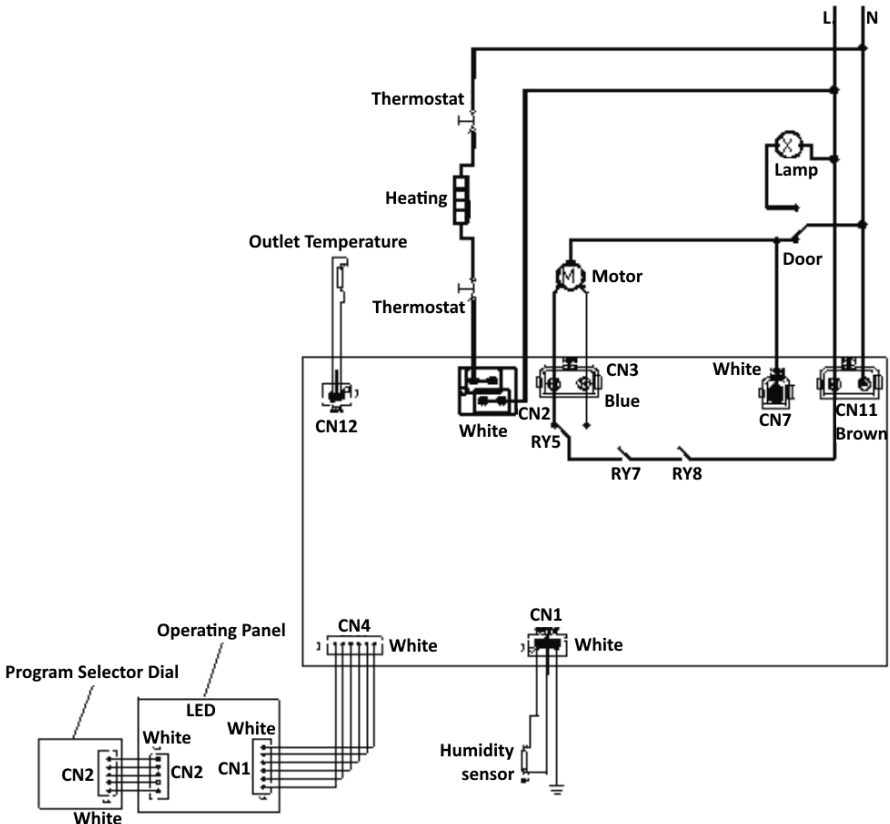 L N
Thermostat
Lamp
Heating
Outlet Temperature
Door
M Motor
Thermostat
CN3
White
CN2
Blue
CN12
White
CN7
CN11
Brown
RY5
RY7 RY8
CN1
CN4
White
White
Operating Panel
Program Selector Dial
LED
White
White
CN2
CN2
CN1
White
Humidity
sensor